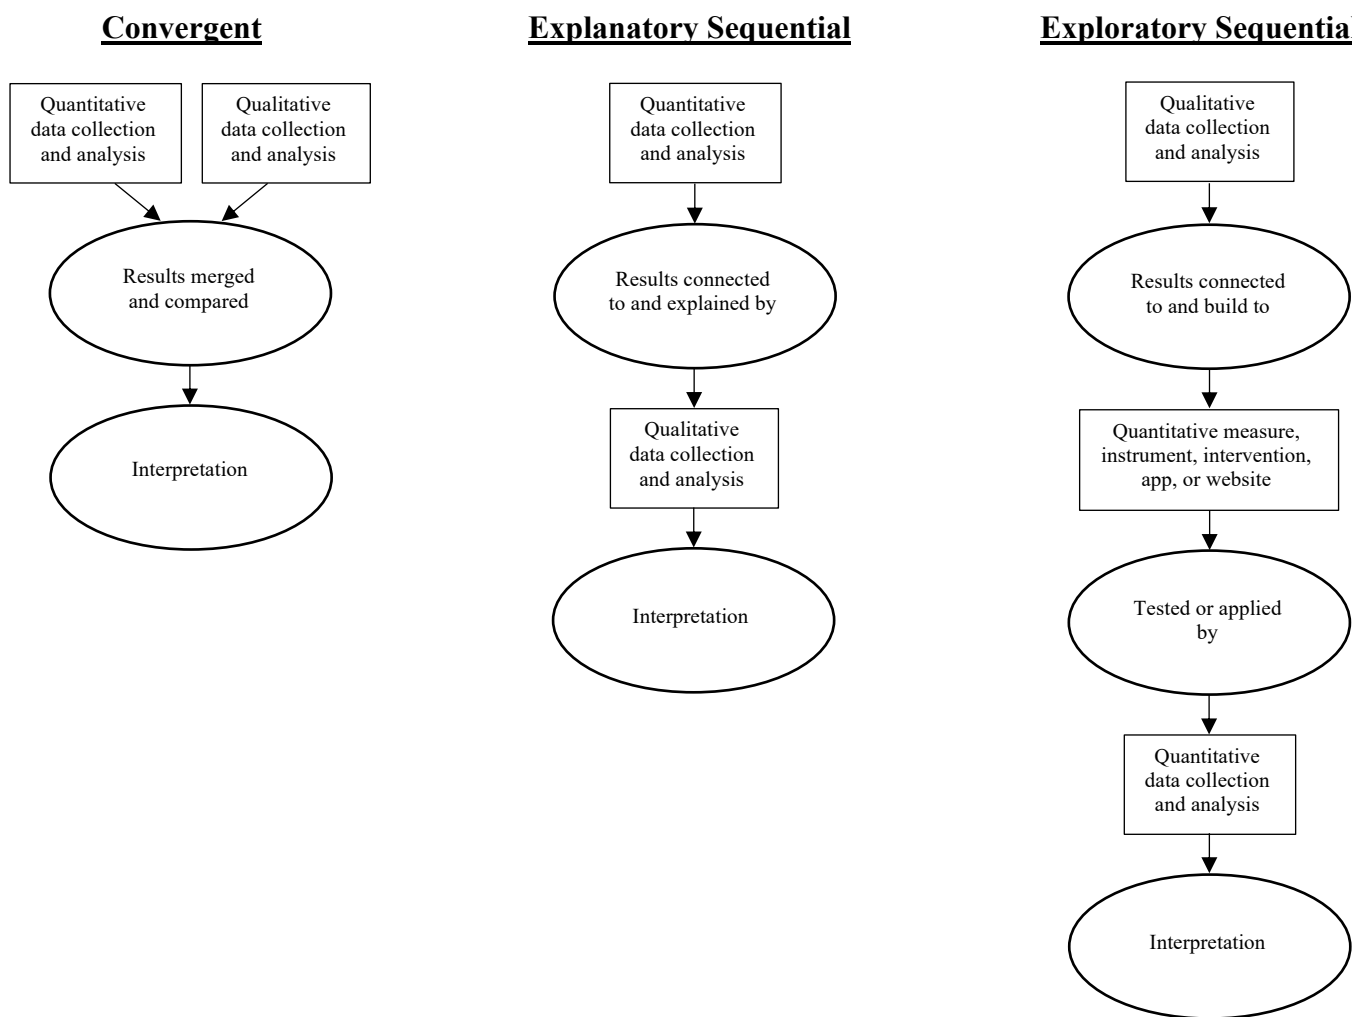 Convergent
Quantitative
data collection
and analysis
Qualitative
data collection
and analysis
Results merged
and compared
Interpretation
Explanatory Sequential
Quantitative
data collection
and analysis
Results connected
to and explained by
Qualitative
data collection
and analysis
Interpretation
Exploratory Sequential
Qualitative
data collection
and analysis
Results connected
to and build to
Quantitative measure,
instrument, intervention,
app, or website
Tested or applied
by
Quantitative
data collection
and analysis
Interpretation